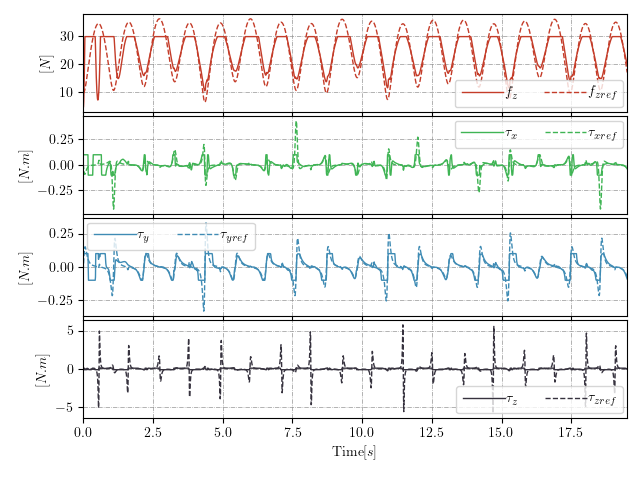 30
20
10
[N]
f_z f_zref
0.25
0.00
−0.25
[N.m]
τ_x τ_xref
0.25
0.00
−0.25
[N.m]
τ_y τ_yref
5
0
−5
[N.m]
τ_z τ_zref
0.0 2.5 5.0 7.5 10.0 12.5 15.0 17.5
Time[s]